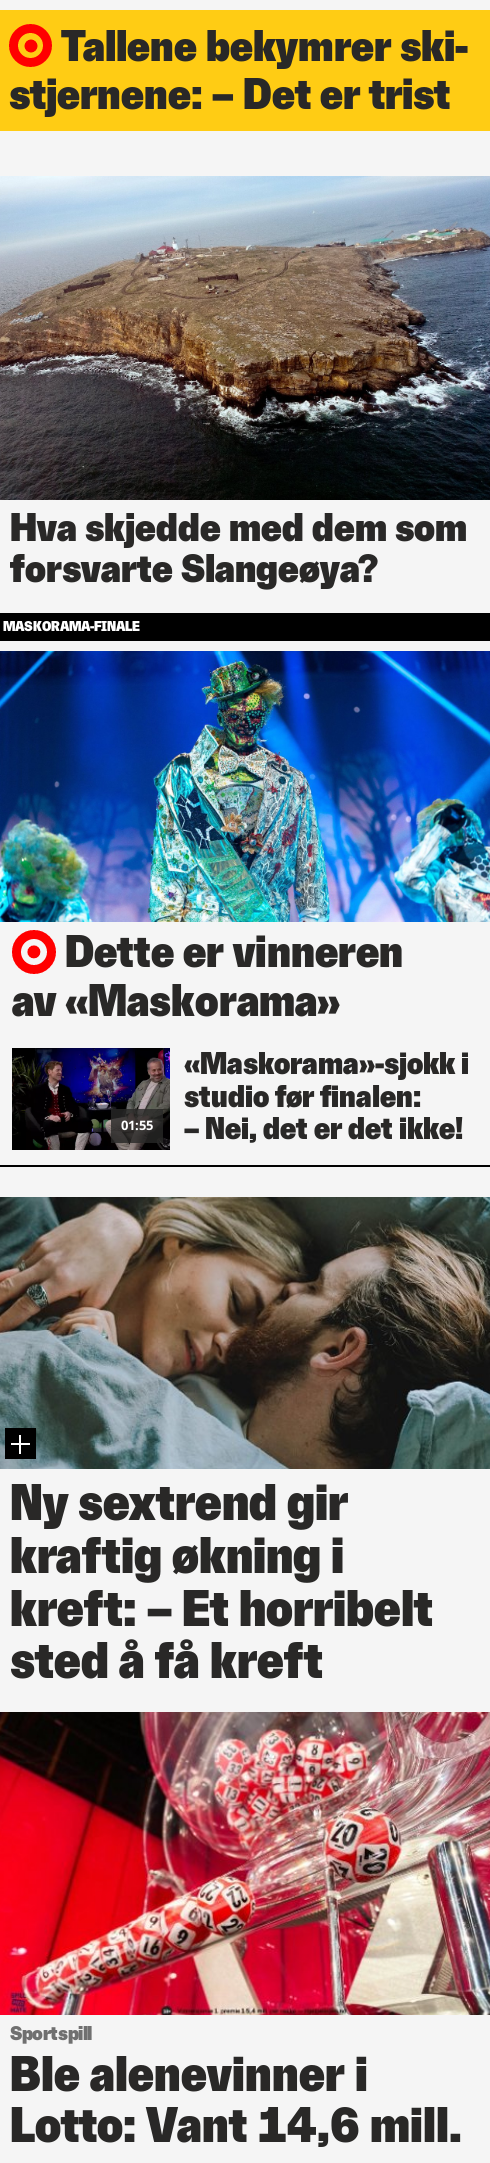 Tallene bekymrer ski-
stjernene: – Det er trist
Hva skjedde med dem som
forsvarte Slangeøya?
MASKORAMA-FINALE
Dette er vinneren
av «Maskorama»
01:55
«Maskorama»-sjokk i
studio før finalen:
– Nei, det er det ikke!
Ny sextrend gir
kraftig økning i
kreft: – Et horribelt
sted å få kreft
Sportspill
Ble alenevinner i
Lotto: Vant 14,6 mill.